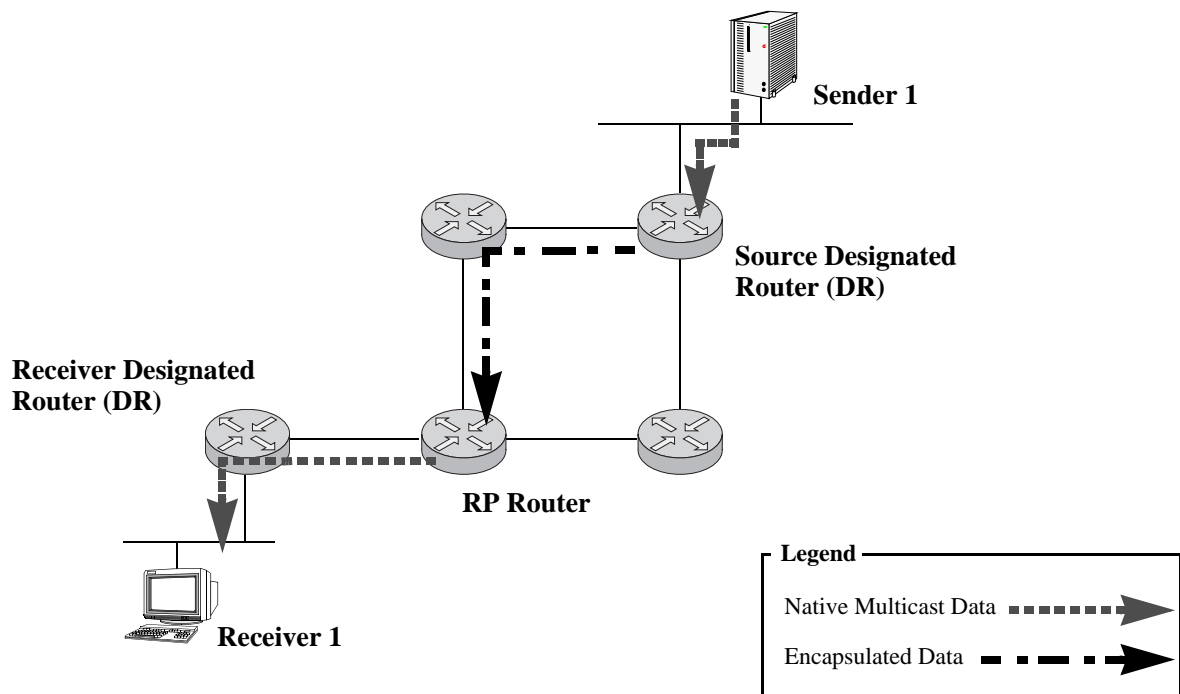 Sender 1
Source Designated
Router (DR)
Receiver Designated
Router (DR)
RP Router
Receiver 1
Legend
Native Multicast Data
Encapsulated Data